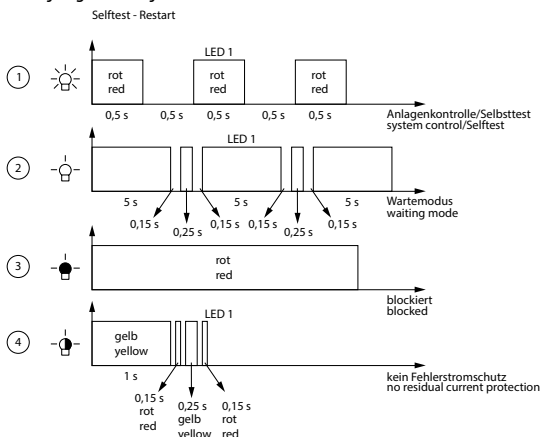 Selftest - Restart
LED 1
1
rot rot rot
red red red
0,5 s 0,5 s 0,5 s 0,5 s 0,5 s
Anlagenkontrolle/Selbsttest
system control/Selftest
LED 1
2
5 s 5 s 5 s
0,15 s 0,15 s 0,15 s 0,15 s
0,25 s 0,25 s
Wartemodus
waiting mode
3
rot
red
blockiert
blocked
LED 1
4
gelb
yellow
1 s
0,15 s 0,25 s 0,15 s
rot gelb rot
red yellow red
kein Fehlerstromschutz
no residual current protection